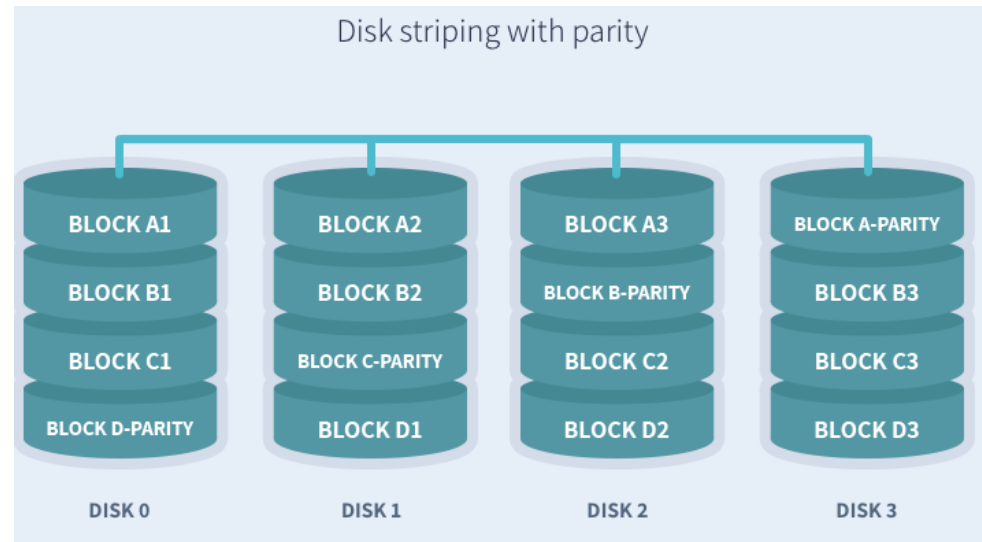 Disk striping with parity
BLOCK A1 BLOCK A2 BLOCK A3 BLOCK A-PARITY
BLOCK B1 BLOCK B2 BLOCK B-PARITY BLOCK B3
BLOCK C1 BLOCK C-PARITY BLOCK C2 BLOCK C3
BLOCK D-PARITY BLOCK D1 BLOCK D2 BLOCK D3
DISK 0 DISK 1 DISK 2 DISK 3